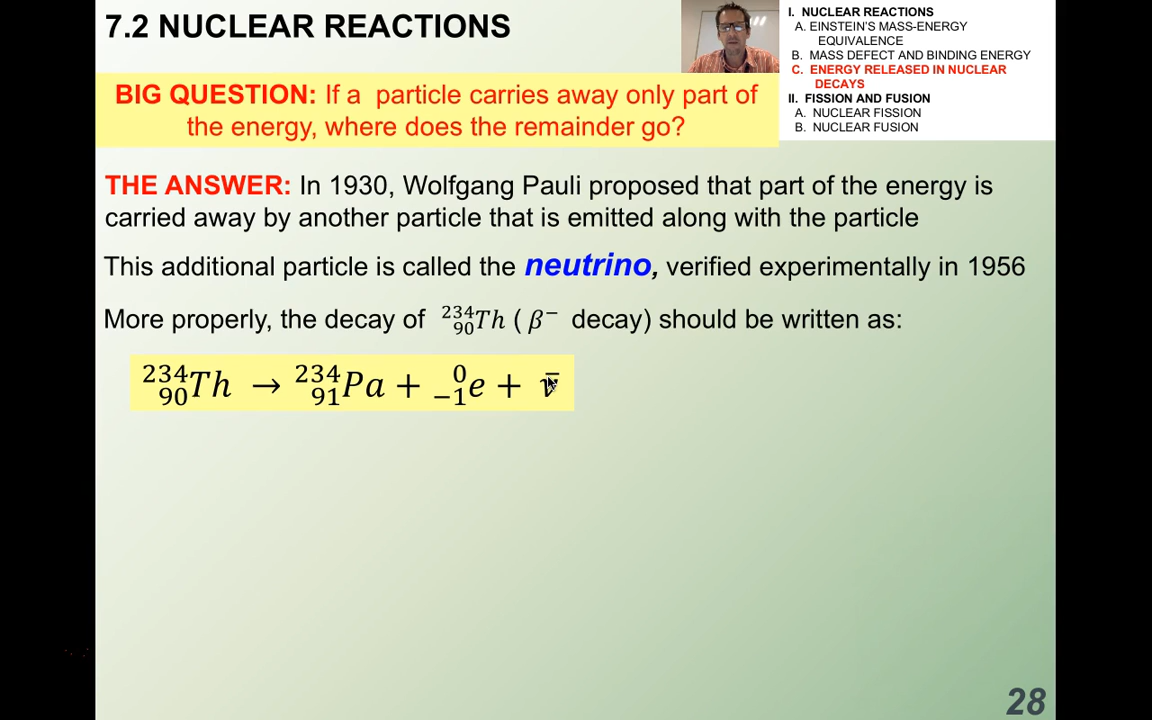 7.2 NUCLEAR REACTIONS
I. NUCLEAR REACTIONS
A. EINSTEIN'S MASS-ENERGY
EQUIVALENCE
B. MASS DEFECT AND BINDING ENERGY
C. ENERGY RELEASED IN NUCLEAR
DECAYS
II. FISSION AND FUSION
A. NUCLEAR FISSION
B. NUCLEAR FUSION
BIG QUESTION: If a particle carries away only part of
the energy, where does the remainder go?
THE ANSWER: In 1930, Wolfgang Pauli proposed that part of the energy is
carried away by another particle that is emitted along with the particle
This additional particle is called the neutrino, verified experimentally in 1956
More properly, the decay of ²³⁴₉₀Th ( β⁻ decay) should be written as:
²³⁴₉₀Th → ²³⁴₉₁Pa + ⁰₋₁e + v̅
28